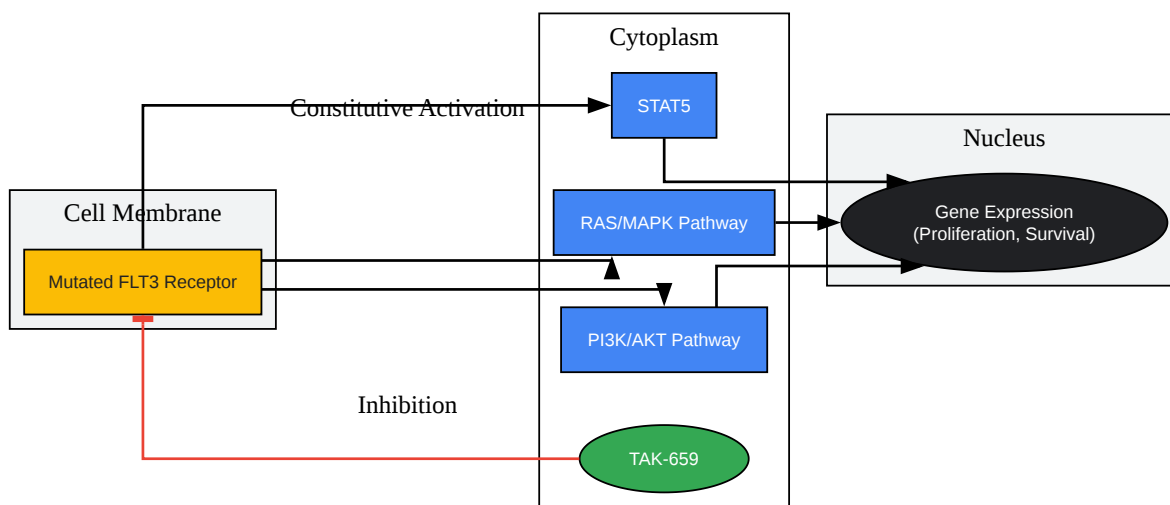 Cytoplasm
Constitutive Activation
STAT5
Nucleus
Cell Membrane
RAS/MAPK Pathway
Gene Expression
(Proliferation, Survival)
Mutated FLT3 Receptor
PI3K/AKT Pathway
Inhibition
TAK-659